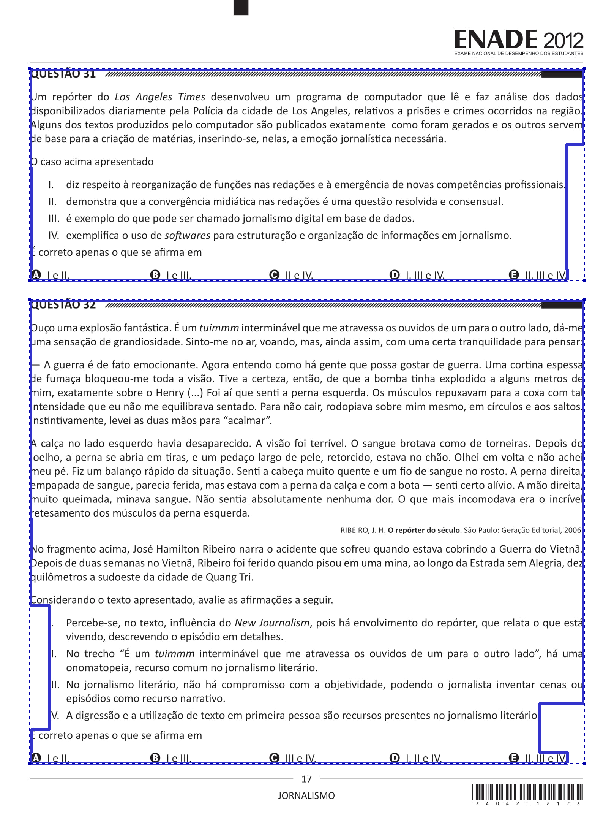 ENADE 2012
EXAME NACIONAL DE DESEMPENHO DOS ESTUDANTES
QUESTÃO 31
Um repórter do Los Angeles Times desenvolveu um programa de computador que lê e faz análise dos dados
disponibilizados diariamente pela Polícia da cidade de Los Angeles, relativos a prisões e crimes ocorridos na região.
Alguns dos textos produzidos pelo computador são publicados exatamente como foram gerados e os outros servem
de base para a criação de matérias, inserindo-se, nelas, a emoção jornalística necessária.
O caso acima apresentado
I. diz respeito à reorganização de funções nas redações e à emergência de novas competências profissionais.
II. demonstra que a convergência midiática nas redações é uma questão resolvida e consensual.
III. é exemplo do que pode ser chamado jornalismo digital em base de dados.
IV. exemplifica o uso de softwares para estruturação e organização de informações em jornalismo.
É correto apenas o que se afirma em
A I e II. B I e III. C II e IV. D I, III e IV. E II, III e IV.
QUESTÃO 32
Ouço uma explosão fantástica. É um tuimmm interminável que me atravessa os ouvidos de um para o outro lado, dá-me
uma sensação de grandiosidade. Sinto-me no ar, voando, mas, ainda assim, com uma certa tranquilidade para pensar:
— A guerra é de fato emocionante. Agora entendo como há gente que possa gostar de guerra. Uma cortina espessa
de fumaça bloqueou-me toda a visão. Tive a certeza, então, de que a bomba tinha explodido a alguns metros de
mim, exatamente sobre o Henry (...) Foi aí que senti a perna esquerda. Os músculos repuxavam para a coxa com tal
intensidade que eu não me equilibrava sentado. Para não cair, rodopiava sobre mim mesmo, em círculos e aos saltos.
Instintivamente, levei as duas mãos para “acalmar”.
A calça no lado esquerdo havia desaparecido. A visão foi terrível. O sangue brotava como de torneiras. Depois do
joelho, a perna se abria em tiras, e um pedaço largo de pele, retorcido, estava no chão. Olhei em volta e não achei
meu pé. Fiz um balanço rápido da situação. Senti a cabeça muito quente e um fio de sangue no rosto. A perna direita,
empapada de sangue, parecia ferida, mas estava com a perna da calça e com a bota — senti certo alívio. A mão direita,
muito queimada, minava sangue. Não sentia absolutamente nenhuma dor. O que mais incomodava era o incrível
retesamento dos músculos da perna esquerda.
RIBEIRO, J. H. O repórter do século. São Paulo: Geração Editorial, 2006.
No fragmento acima, José Hamilton Ribeiro narra o acidente que sofreu quando estava cobrindo a Guerra do Vietnã.
Depois de duas semanas no Vietnã, Ribeiro foi ferido quando pisou em uma mina, ao longo da Estrada sem Alegria, dez
quilômetros a sudoeste da cidade de Quang Tri.
Considerando o texto apresentado, avalie as afirmações a seguir.
I. Percebe-se, no texto, influência do New Journalism, pois há envolvimento do repórter, que relata o que está
vivendo, descrevendo o episódio em detalhes.
II. No trecho “É um tuimmm interminável que me atravessa os ouvidos de um para o outro lado”, há uma
onomatopeia, recurso comum no jornalismo literário.
III. No jornalismo literário, não há compromisso com a objetividade, podendo o jornalista inventar cenas ou
episódios como recurso narrativo.
IV. A digressão e a utilização de texto em primeira pessoa são recursos presentes no jornalismo literário.
É correto apenas o que se afirma em
A I e II. B I e III. C III e IV. D I, II e IV. E II, III e IV.
17
JORNALISMO